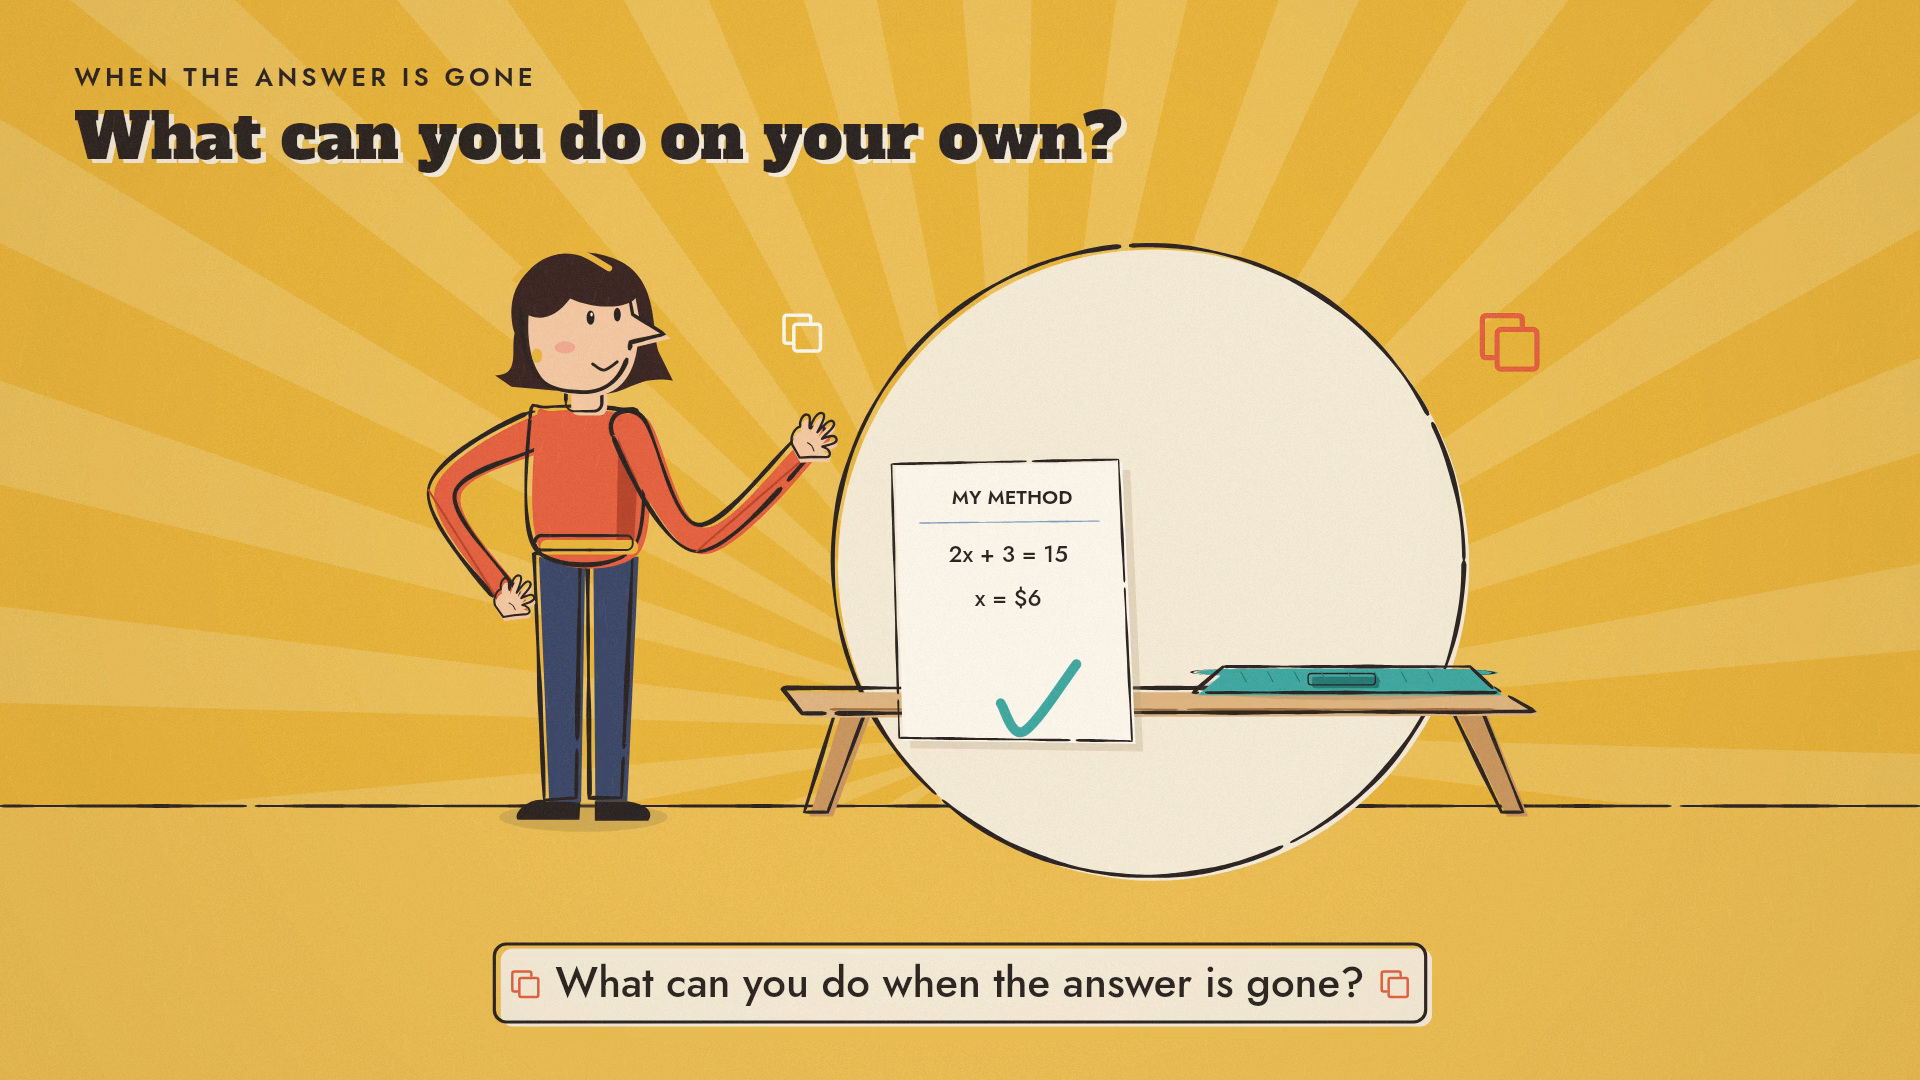 WHEN THE ANSWER IS GONE
What can you do on your own?
MY METHOD
2x + 3 = 15
x = $6
What can you do when the answer is gone?